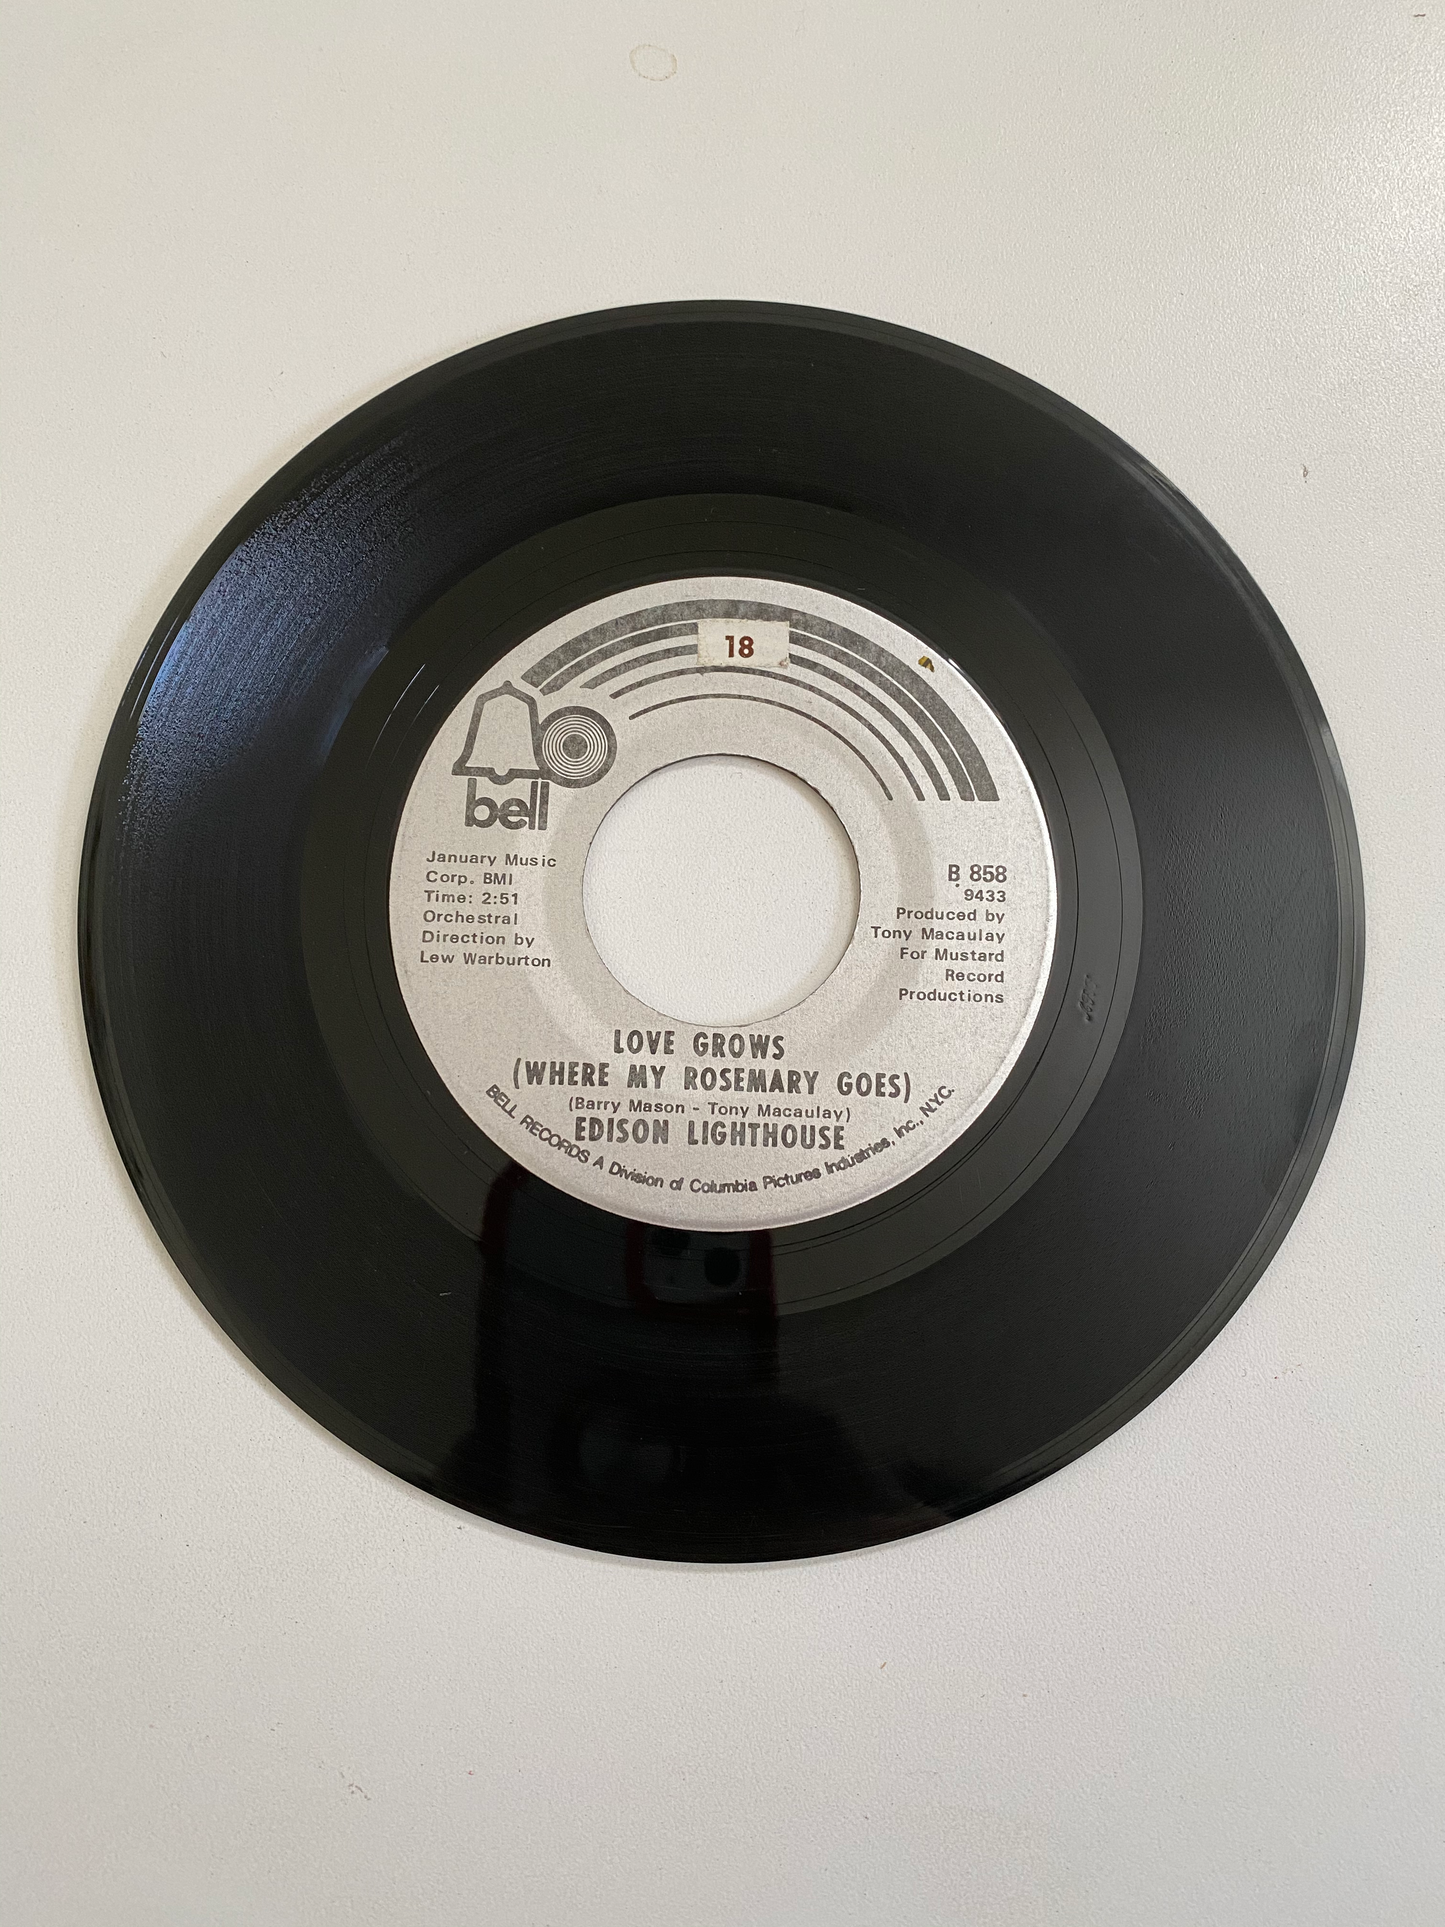 18
bell
January Music
Corp. BMI
Time: 2:51
Orchestral
Direction by
Lew Warburton
B 858
9433
Produced by
Tony Macaulay
For Mustard
Record
Productions
LOVE GROWS
(WHERE MY ROSEMARY GOES)
(Barry Mason - Tony Macaulay)
EDISON LIGHTHOUSE
BELL RECORDS A Division of Columbia Pictures Industries, Inc., N.Y.C.